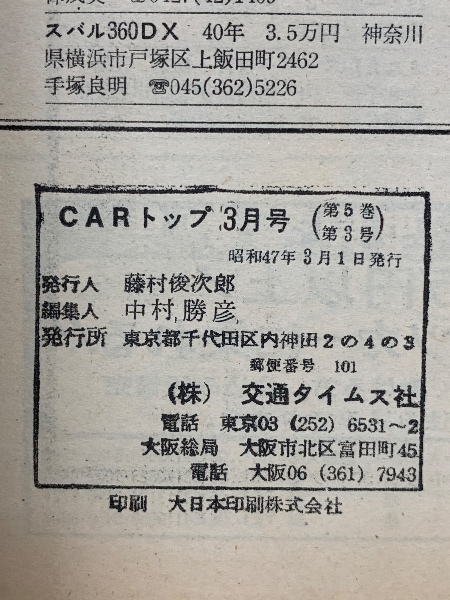 スバル360DX 40年 3.5万円 神奈川
県横浜市戸塚区上飯田町2462
手塚良明 ☎045(362)5226
CARトップ 3月号 (第5巻 第3号)
昭和47年3月1日発行
発行人 藤村俊次郎
編集人 中村勝彦
発行所 東京都千代田区内神田2の4の3
郵便番号 101
(株) 交通タイムス社
電話 東京03 (252) 6531〜2
大阪総局 大阪市北区富田町45
電話 大阪06 (361) 7943
印刷 大日本印刷株式会社